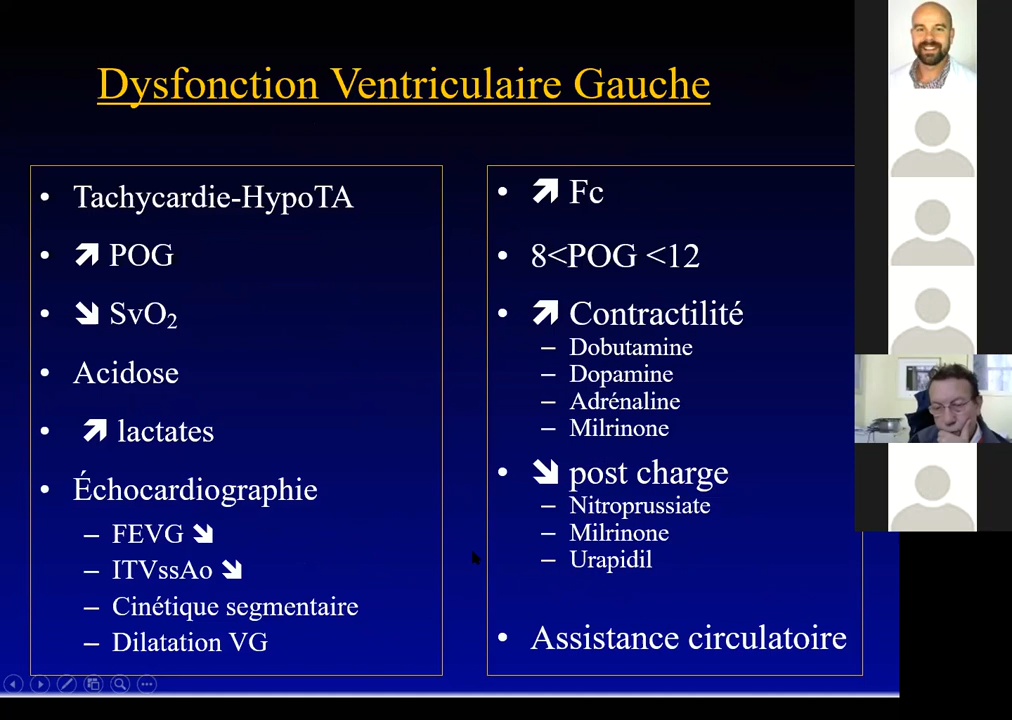 Dysfonction Ventriculaire Gauche
• Tachycardie-HypoTA
• ↗ POG
• ↘ SvO₂
• Acidose
• ↗ lactates
• Échocardiographie
– FEVG ↘
– ITVssAo ↘
– Cinétique segmentaire
– Dilatation VG
• ↗ Fc
• 8<POG <12
• ↗ Contractilité
– Dobutamine
– Dopamine
– Adrénaline
– Milrinone
• ↘ post charge
– Nitroprussiate
– Milrinone
– Urapidil
• Assistance circulatoire